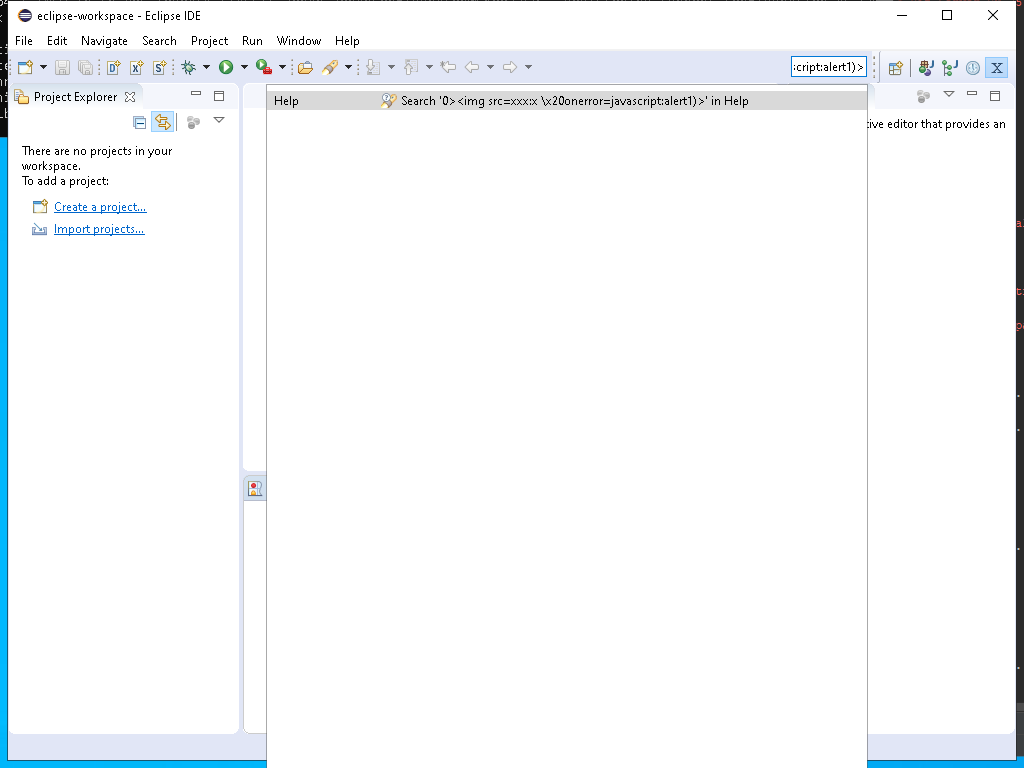 eclipse-workspace - Eclipse IDE
File Edit Navigate Search Project Run Window Help
:cript:alert1)>
Project Explorer
Help Search '0><img src=xxx:x \x20onerror=javascript:alert1)>' in Help
tive editor that provides an
There are no projects in your
workspace.
To add a project:
Create a project...
Import projects...